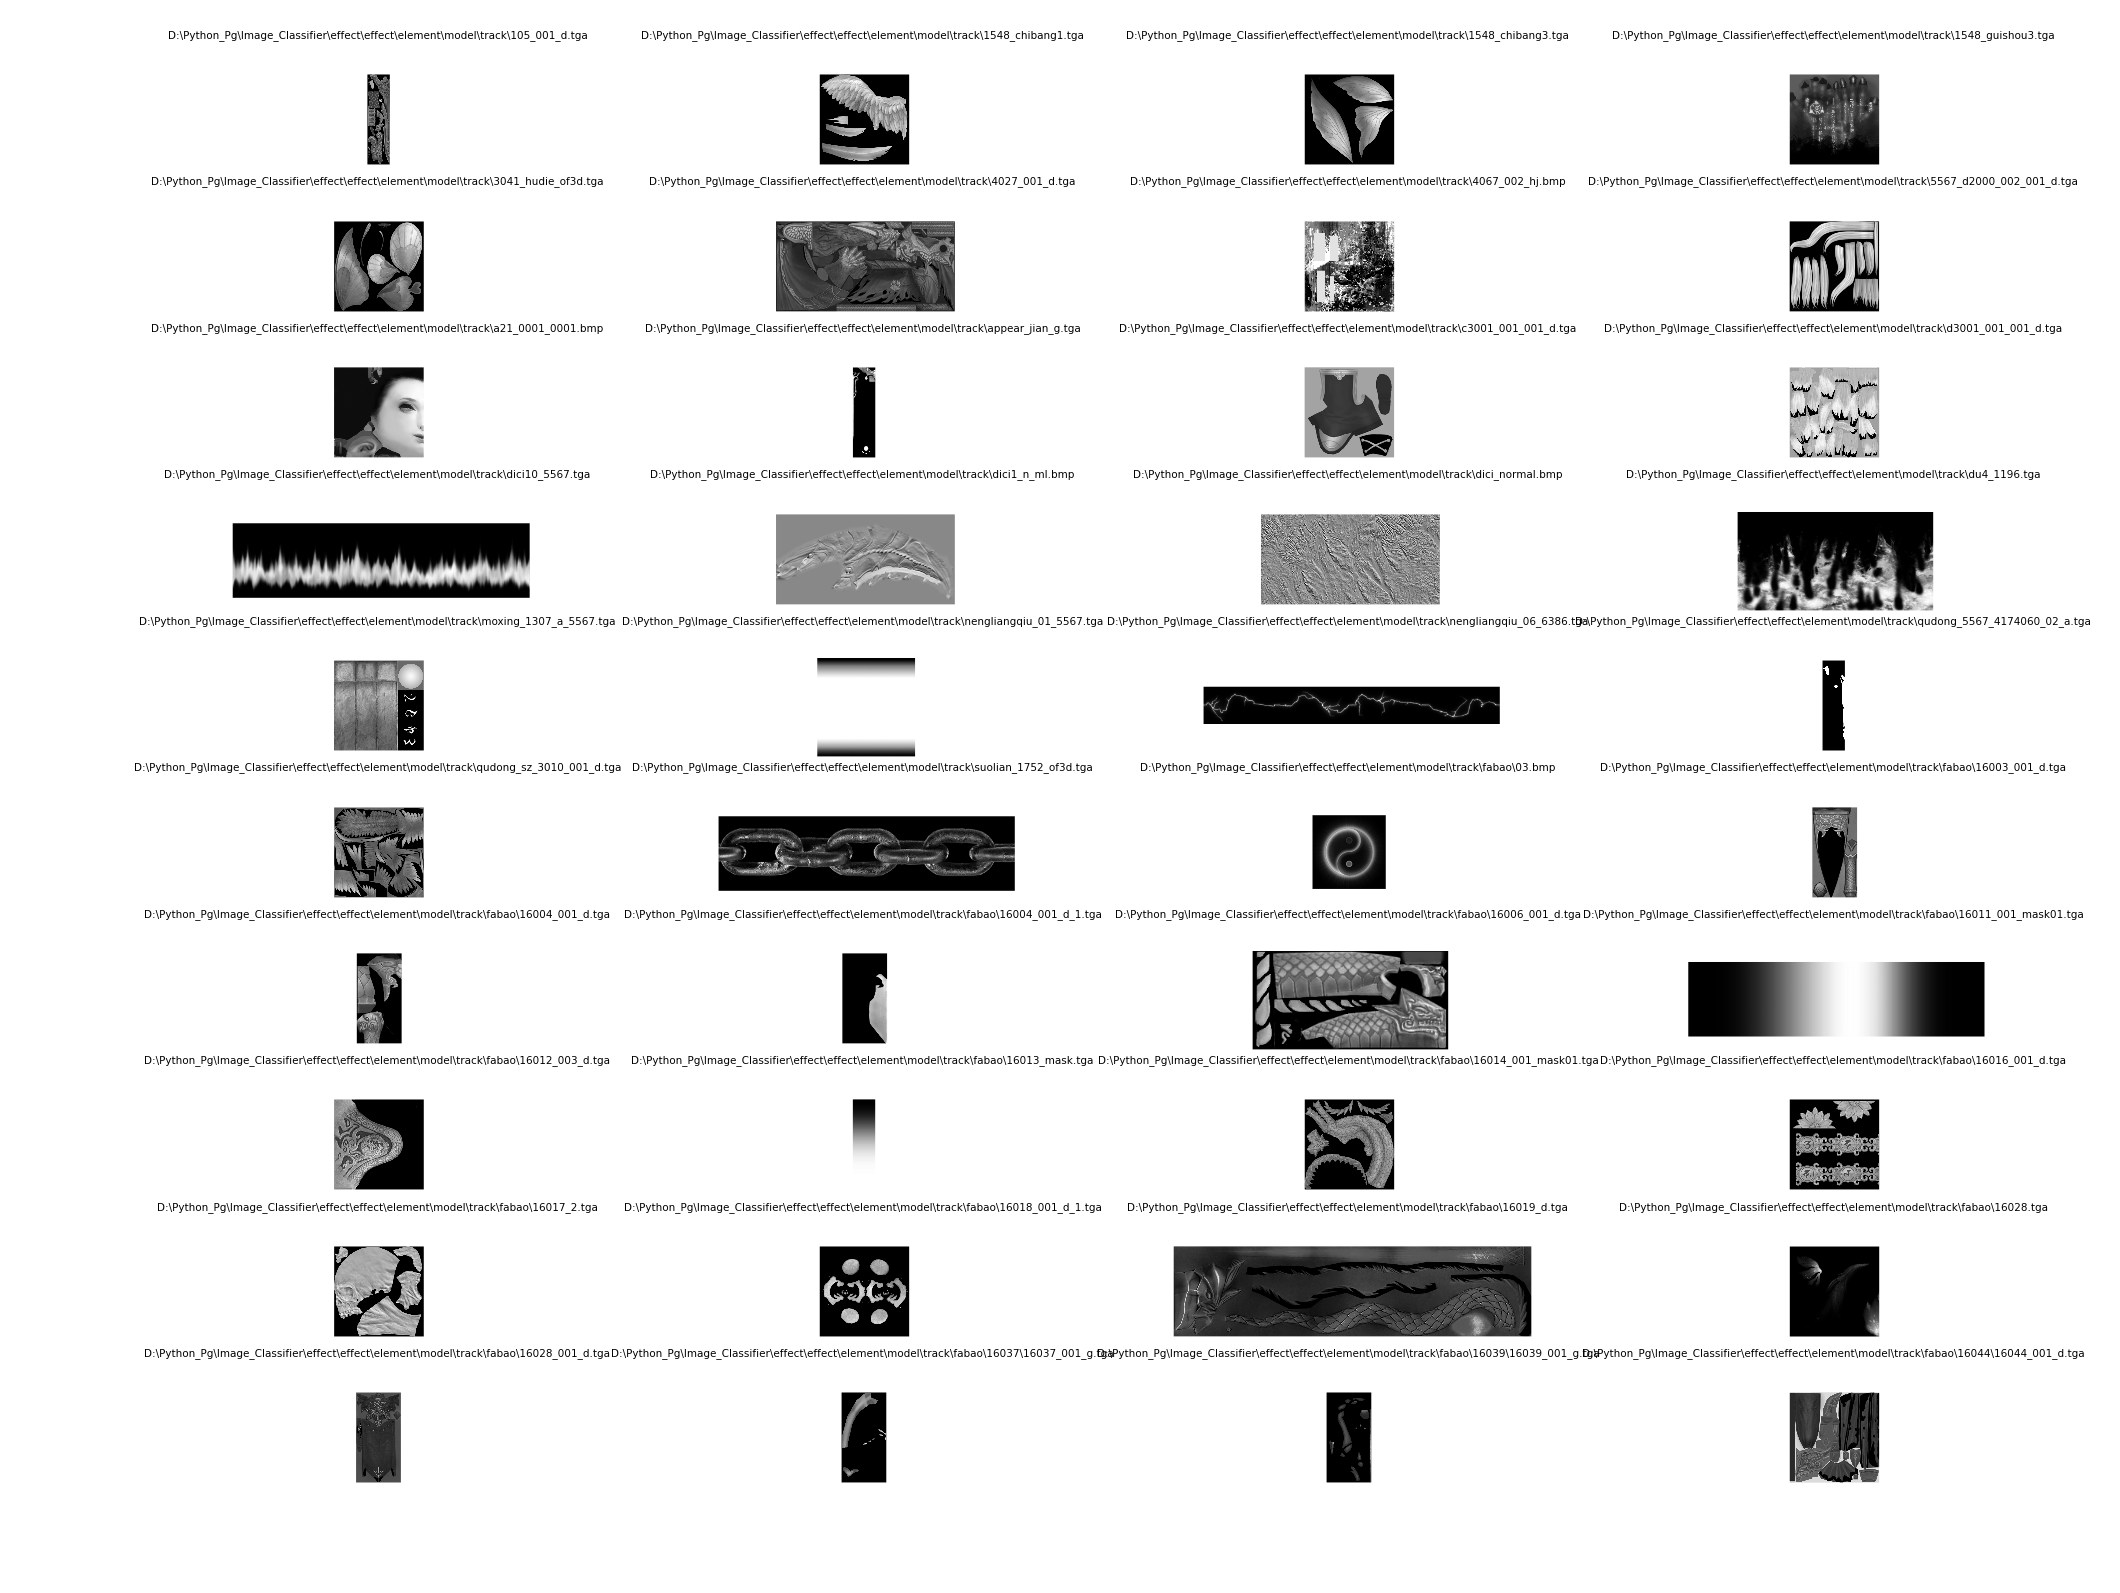 D:\Python_Pg\Image_Classifier\effect\effect\element\model\track\105_001_d.tga
D:\Python_Pg\Image_Classifier\effect\effect\element\model\track\1548_chibang1.tga
D:\Python_Pg\Image_Classifier\effect\effect\element\model\track\1548_chibang3.tga
D:\Python_Pg\Image_Classifier\effect\effect\element\model\track\1548_guishou3.tga
D:\Python_Pg\Image_Classifier\effect\effect\element\model\track\3041_hudie_of3d.tga
D:\Python_Pg\Image_Classifier\effect\effect\element\model\track\4027_001_d.tga
D:\Python_Pg\Image_Classifier\effect\effect\element\model\track\4067_002_hj.bmp
D:\Python_Pg\Image_Classifier\effect\effect\element\model\track\5567_d2000_002_001_d.tga
D:\Python_Pg\Image_Classifier\effect\effect\element\model\track\a21_0001_0001.bmp
D:\Python_Pg\Image_Classifier\effect\effect\element\model\track\appear_jian_g.tga
D:\Python_Pg\Image_Classifier\effect\effect\element\model\track\c3001_001_001_d.tga
D:\Python_Pg\Image_Classifier\effect\effect\element\model\track\d3001_001_001_d.tga
D:\Python_Pg\Image_Classifier\effect\effect\element\model\track\dici10_5567.tga
D:\Python_Pg\Image_Classifier\effect\effect\element\model\track\dici1_n_ml.bmp
D:\Python_Pg\Image_Classifier\effect\effect\element\model\track\dici_normal.bmp
D:\Python_Pg\Image_Classifier\effect\effect\element\model\track\du4_1196.tga
D:\Python_Pg\Image_Classifier\effect\effect\element\model\track\moxing_1307_a_5567.tga
D:\Python_Pg\Image_Classifier\effect\effect\element\model\track\nengliangqiu_01_5567.tga
D:\Python_Pg\Image_Classifier\effect\effect\element\model\track\nengliangqiu_06_6386.tga
D:\Python_Pg\Image_Classifier\effect\effect\element\model\track\qudong_5567_4174060_02_a.tga
D:\Python_Pg\Image_Classifier\effect\effect\element\model\track\qudong_sz_3010_001_d.tga
D:\Python_Pg\Image_Classifier\effect\effect\element\model\track\suolian_1752_of3d.tga
D:\Python_Pg\Image_Classifier\effect\effect\element\model\track\fabao\03.bmp
D:\Python_Pg\Image_Classifier\effect\effect\element\model\track\fabao\16003_001_d.tga
D:\Python_Pg\Image_Classifier\effect\effect\element\model\track\fabao\16004_001_d.tga
D:\Python_Pg\Image_Classifier\effect\effect\element\model\track\fabao\16004_001_d_1.tga
D:\Python_Pg\Image_Classifier\effect\effect\element\model\track\fabao\16006_001_d.tga
D:\Python_Pg\Image_Classifier\effect\effect\element\model\track\fabao\16011_001_mask01.tga
D:\Python_Pg\Image_Classifier\effect\effect\element\model\track\fabao\16012_003_d.tga
D:\Python_Pg\Image_Classifier\effect\effect\element\model\track\fabao\16013_mask.tga
D:\Python_Pg\Image_Classifier\effect\effect\element\model\track\fabao\16014_001_mask01.tga
D:\Python_Pg\Image_Classifier\effect\effect\element\model\track\fabao\16016_001_d.tga
D:\Python_Pg\Image_Classifier\effect\effect\element\model\track\fabao\16017_2.tga
D:\Python_Pg\Image_Classifier\effect\effect\element\model\track\fabao\16018_001_d_1.tga
D:\Python_Pg\Image_Classifier\effect\effect\element\model\track\fabao\16019_d.tga
D:\Python_Pg\Image_Classifier\effect\effect\element\model\track\fabao\16028.tga
D:\Python_Pg\Image_Classifier\effect\effect\element\model\track\fabao\16028_001_d.tga
D:\Python_Pg\Image_Classifier\effect\effect\element\model\track\fabao\16037\16037_001_g.tga
D:\Python_Pg\Image_Classifier\effect\effect\element\model\track\fabao\16039\16039_001_g.tga
D:\Python_Pg\Image_Classifier\effect\effect\element\model\track\fabao\16044\16044_001_d.tga